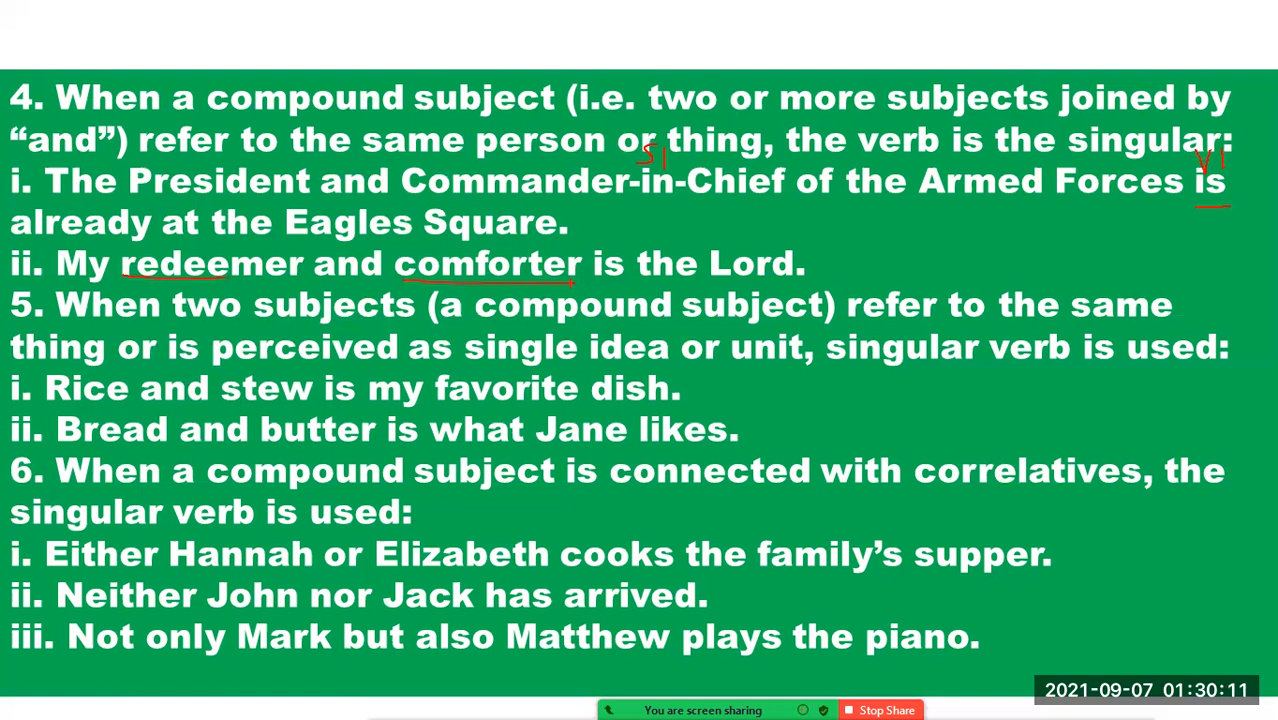 4. When a compound subject (i.e. two or more subjects joined by
“and”) refer to the same person or thing, the verb is the singular:
S1 V1
i. The President and Commander-in-Chief of the Armed Forces is
already at the Eagles Square.
ii. My redeemer and comforter is the Lord.
5. When two subjects (a compound subject) refer to the same
thing or is perceived as single idea or unit, singular verb is used:
i. Rice and stew is my favorite dish.
ii. Bread and butter is what Jane likes.
6. When a compound subject is connected with correlatives, the
singular verb is used:
i. Either Hannah or Elizabeth cooks the family’s supper.
ii. Neither John nor Jack has arrived.
iii. Not only Mark but also Matthew plays the piano.
2021-09-07 01:30:11
You are screen sharing Stop Share